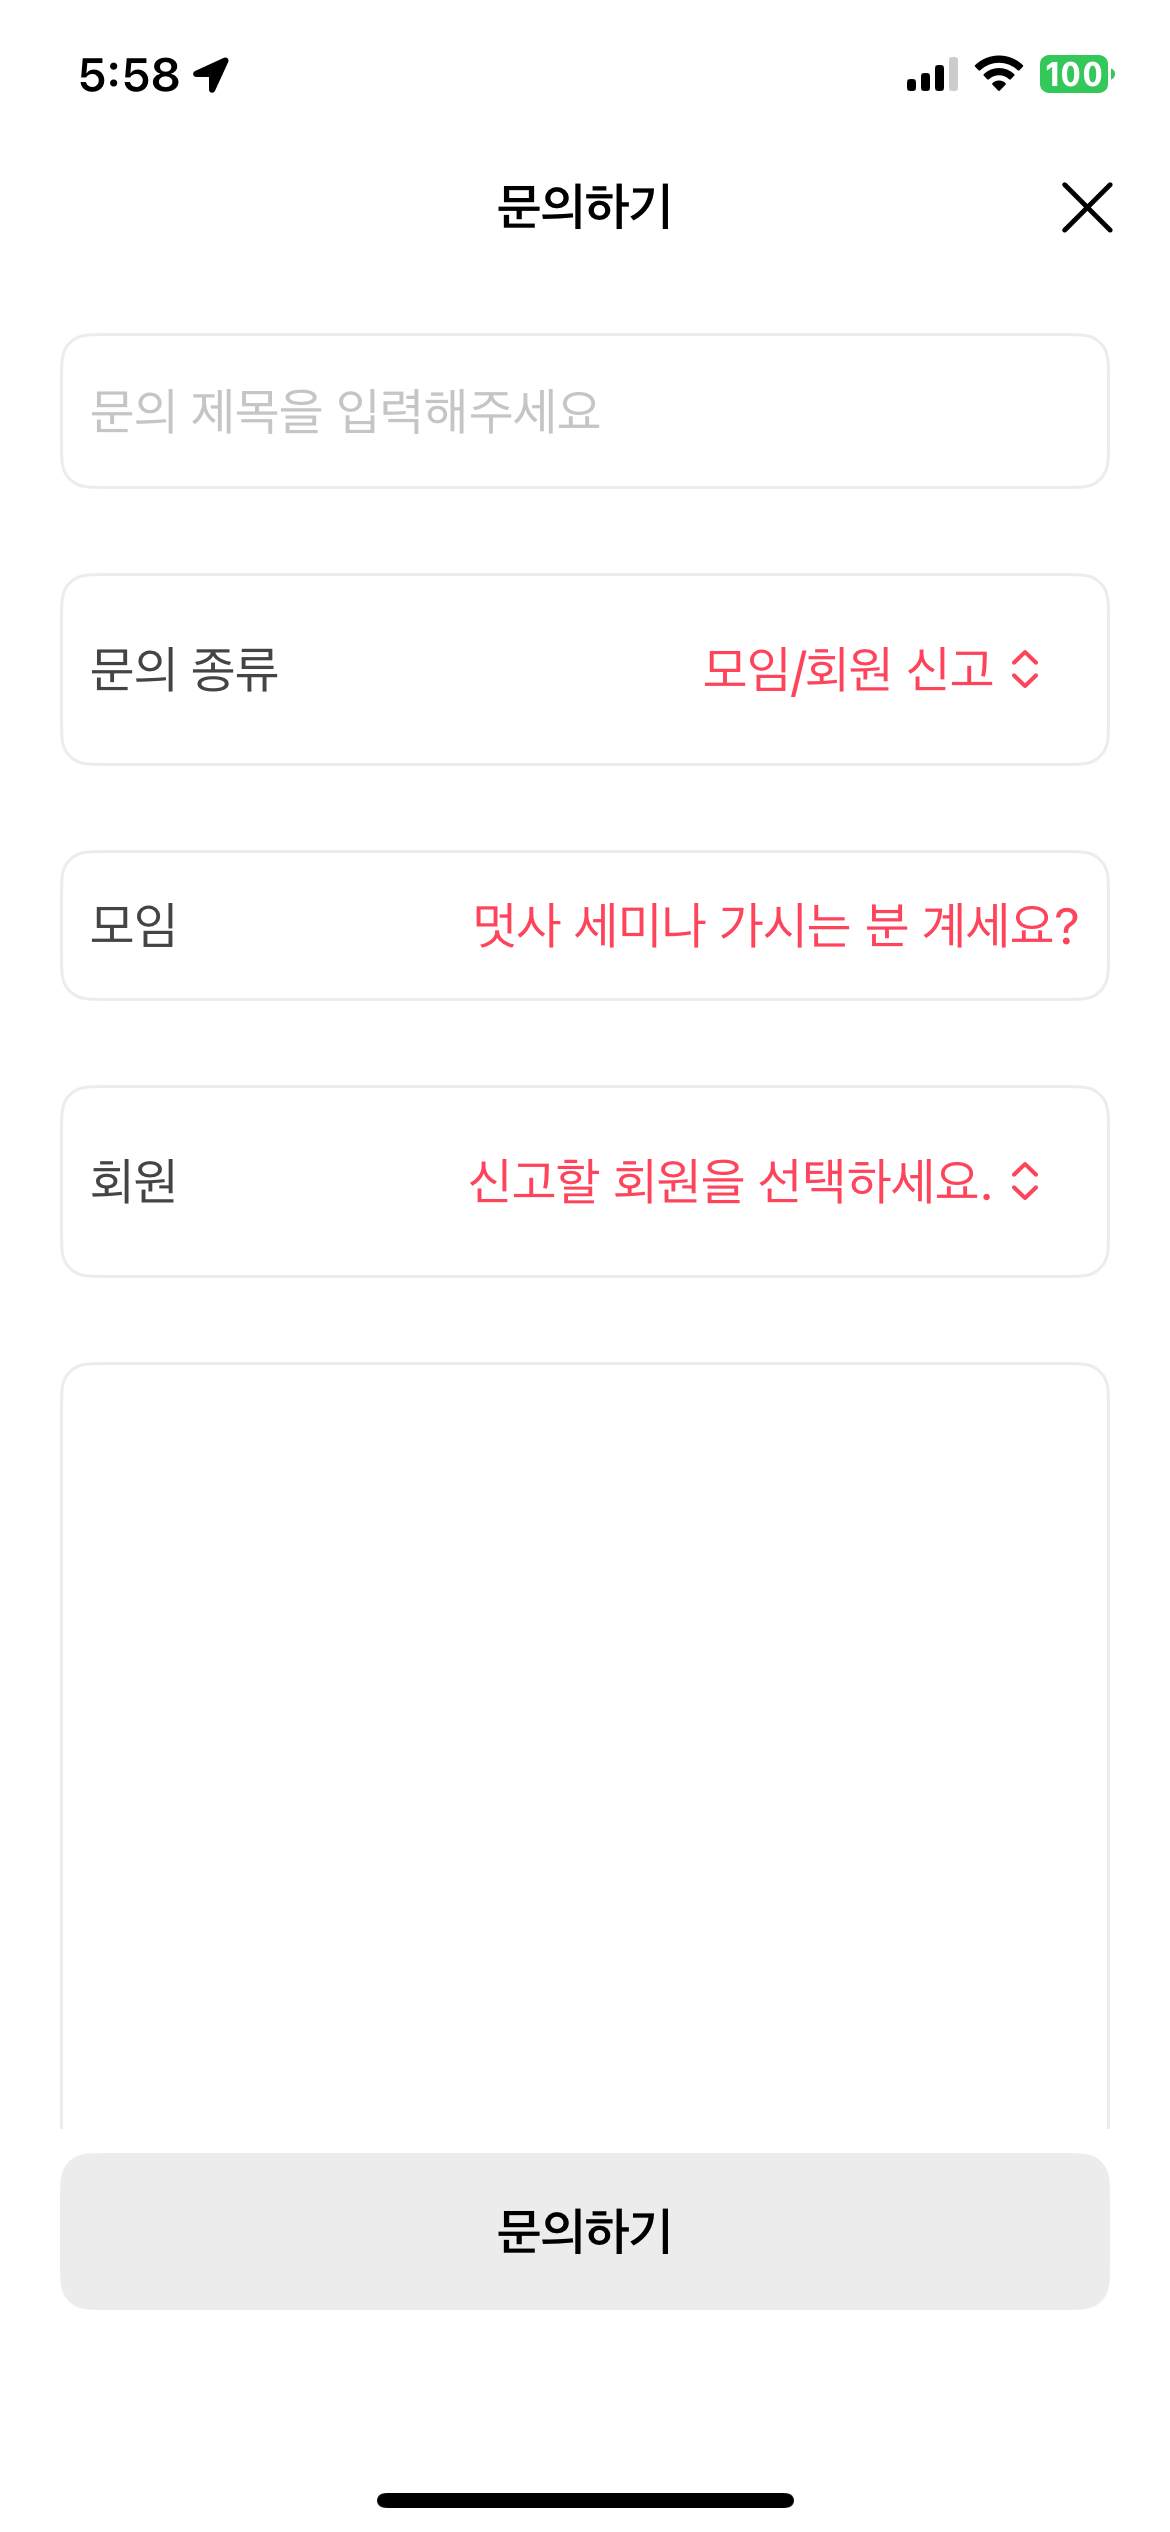 5:58
100
문의하기
문의 제목을 입력해주세요
문의 종류 모임/회원 신고
모임 멋사 세미나 가시는 분 계세요?
회원 신고할 회원을 선택하세요.
문의하기